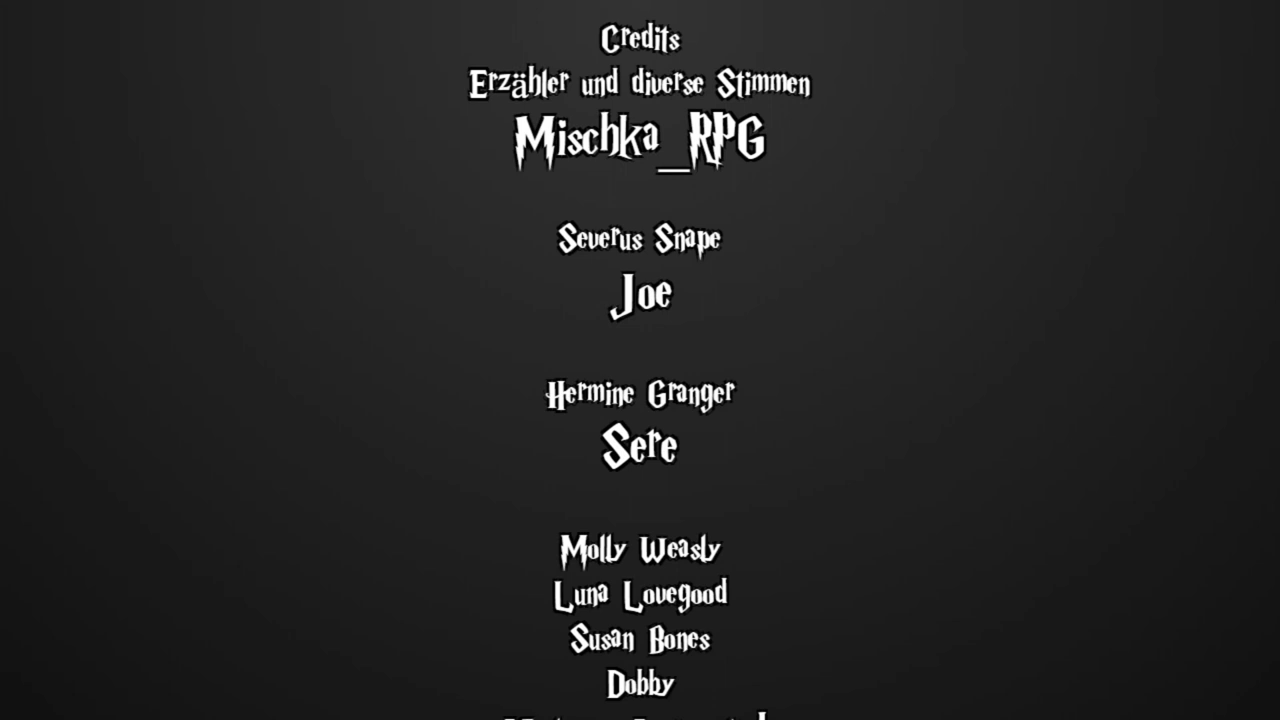 Credits
Erzähler und diverse Stimmen
Mischka_RPG
Severus Snape
Joe
Hermine Granger
Sere
Molly Weasly
Luna Lovegood
Susan Bones
Dobby